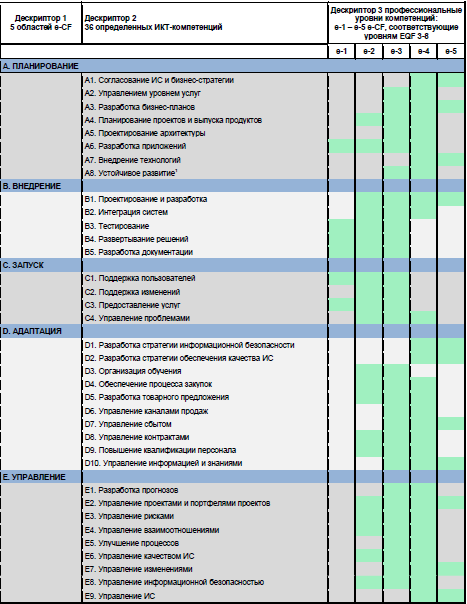 Дескриптор 1
5 областей e-CF
Дескриптор 2
36 определенных ИКТ-компетенций
Дескриптор 3 профессиональные
уровни компетенций:
e-1 – e-5 e-CF, соответствующие
уровням EQF 3-8
e-1 e-2 e-3 e-4 e-5
A. ПЛАНИРОВАНИЕ
A1. Согласование ИС и бизнес-стратегии
A2. Управлением уровнем услуг
A3. Разработка бизнес-планов
A4. Планирование проектов и выпуска продуктов
A5. Проектирование архитектуры
A6. Разработка приложений
A7. Внедрение технологий
A8. Устойчивое развитие¹
B. ВНЕДРЕНИЕ
B1. Проектирование и разработка
B2. Интеграция систем
B3. Тестирование
B4. Развертывание решений
B5. Разработка документации
C. ЗАПУСК
C1. Поддержка пользователей
C2. Поддержка изменений
C3. Предоставление услуг
C4. Управление проблемами
D. АДАПТАЦИЯ
D1. Разработка стратегии информационной безопасности
D2. Разработка стратегии обеспечения качества ИС
D3. Организация обучения
D4. Обеспечение процесса закупок
D5. Разработка товарного предложения
D6. Управление каналами продаж
D7. Управление сбытом
D8. Управление контрактами
D9. Повышение квалификации персонала
D10. Управление информацией и знаниями
E. УПРАВЛЕНИЕ
E1. Разработка прогнозов
E2. Управление проектами и портфелями проектов
E3. Управление рисками
E4. Управление взаимоотношениями
E5. Улучшение процессов
E6. Управление качеством ИС
E7. Управление изменениями
E8. Управление информационной безопасностью
E9. Управление ИС